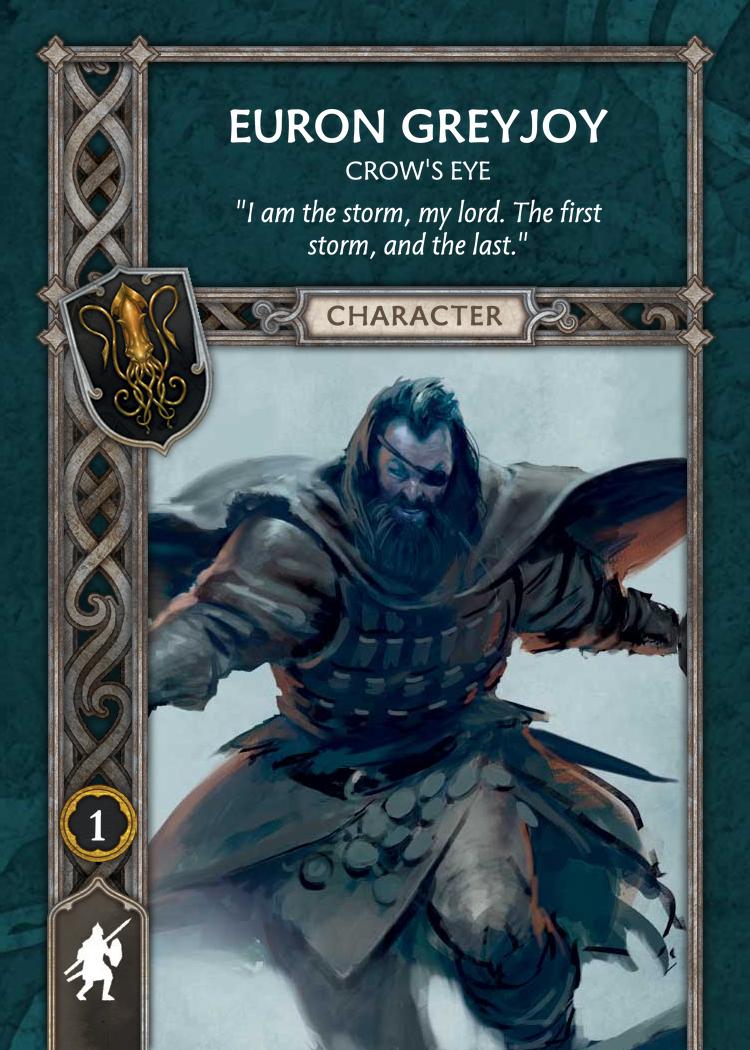 EURON GREYJOY
CROW'S EYE
"I am the storm, my lord. The first
storm, and the last."
CHARACTER
1